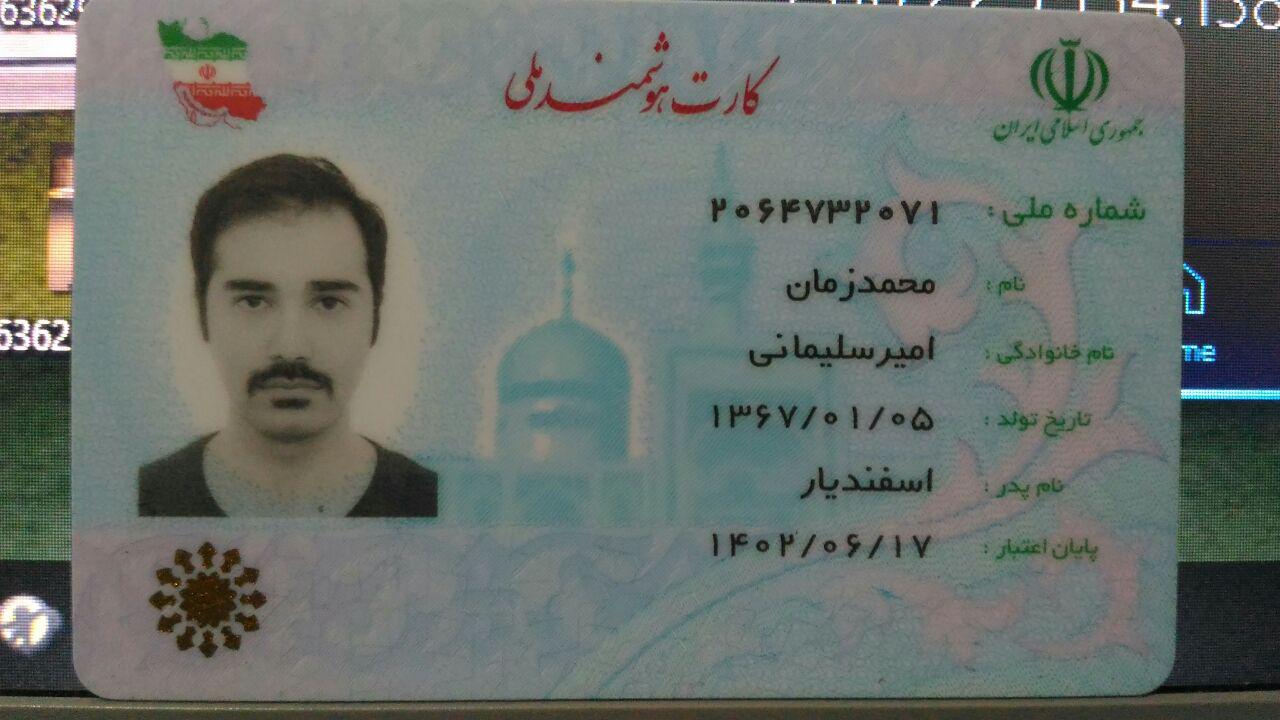 کارت هوشمند ملی
جمهوری اسلامی ایران
شماره ملی : ۲۰۶۴۷۳۲۰۷۱
نام : محمدزمان
نام خانوادگی : امیرسلیمانی
تاریخ تولد : ۱۳۶۷/۰۱/۰۵
نام پدر : اسفندیار
پایان اعتبار : ۱۴۰۲/۰۶/۱۷
6362